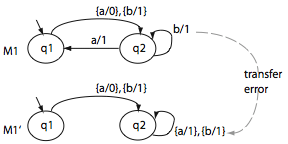 {a/0},{b/1}
b/1
q1
a/1
q2
M1
transfer
error
{a/0},{b/1}
q1
q2
M1'
{a/1},{b/1}